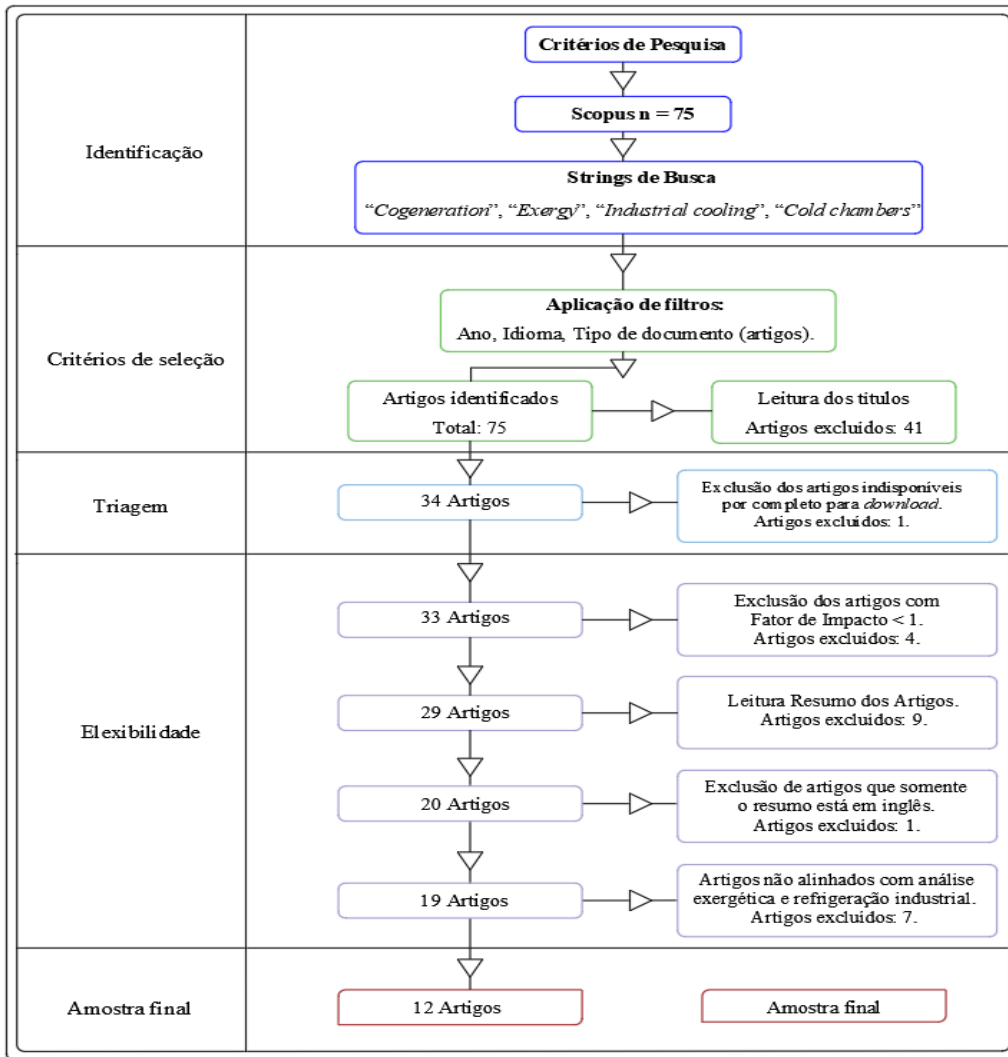 Critérios de Pesquisa
Scopus n = 75
Identificação
Strings de Busca
“Cogeneration”, “Exergy”, “Industrial cooling”, “Cold chambers”
Aplicação de filtros:
Ano, Idioma, Tipo de documento (artigos).
Critérios de seleção
Artigos identificados
Total: 75
Leitura dos titulos
Artigos excluídos: 41
Triagem
34 Artigos
Exclusão dos artigos indisponíveis
por completo para download.
Artigos excluídos: 1.
33 Artigos
Exclusão dos artigos com
Fator de Impacto < 1.
Artigos excluídos: 4.
Elexibilidade
29 Artigos
Leitura Resumo dos Artigos.
Artigos excluídos: 9.
20 Artigos
Exclusão de artigos que somente
o resumo está em inglês.
Artigos excluídos: 1.
19 Artigos
Artigos não alinhados com análise
exergética e refrigeração industrial.
Artigos excluídos: 7.
Amostra final
12 Artigos
Amostra final